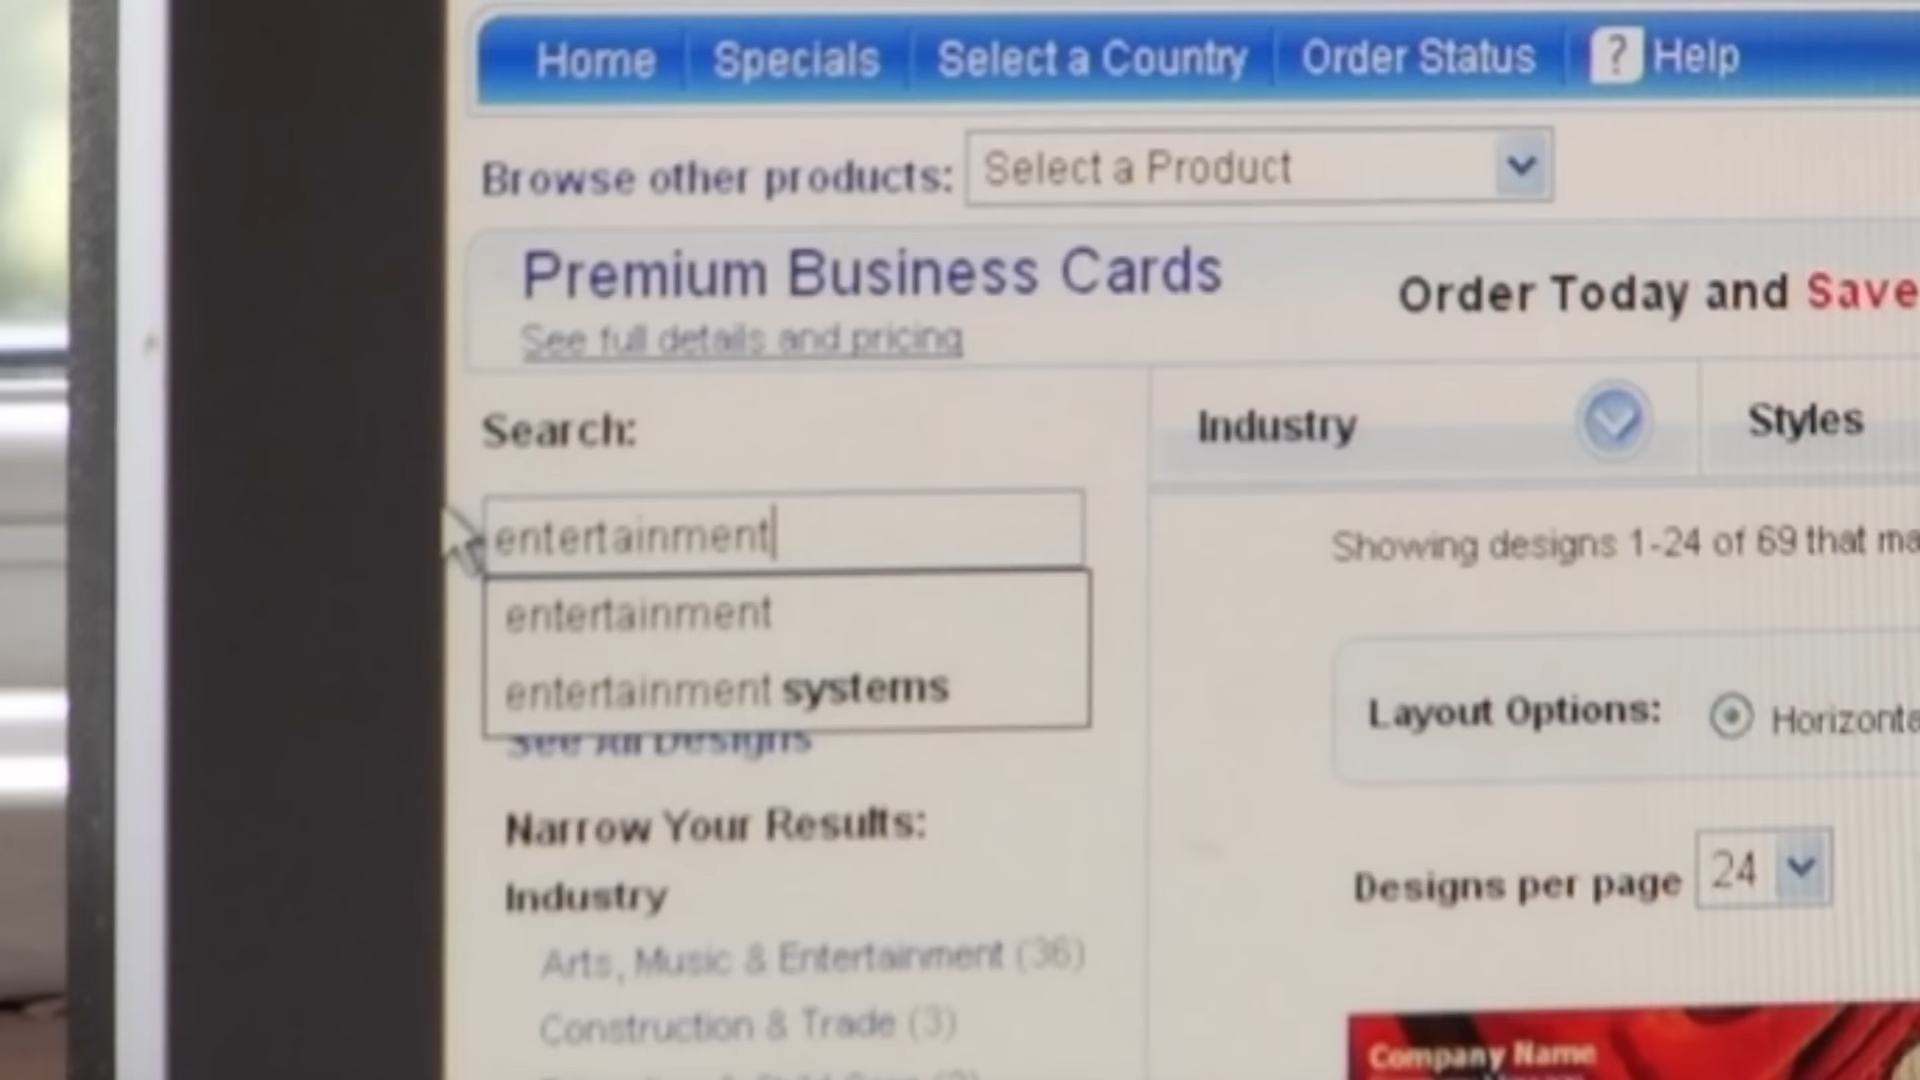 Home Specials Select a Country Order Status ? Help
Browse other products: Select a Product
Premium Business Cards
Order Today and Save
See full details and pricing
Search:
Industry
Styles
entertainment
Showing designs 1-24 of 69 that
entertainment
entertainment systems
See All Designs
Layout Options:
Narrow Your Results:
Industry
Designs per page 24
Arts, Music & Entertainment (36)
Construction & Trade (3)
Company Name